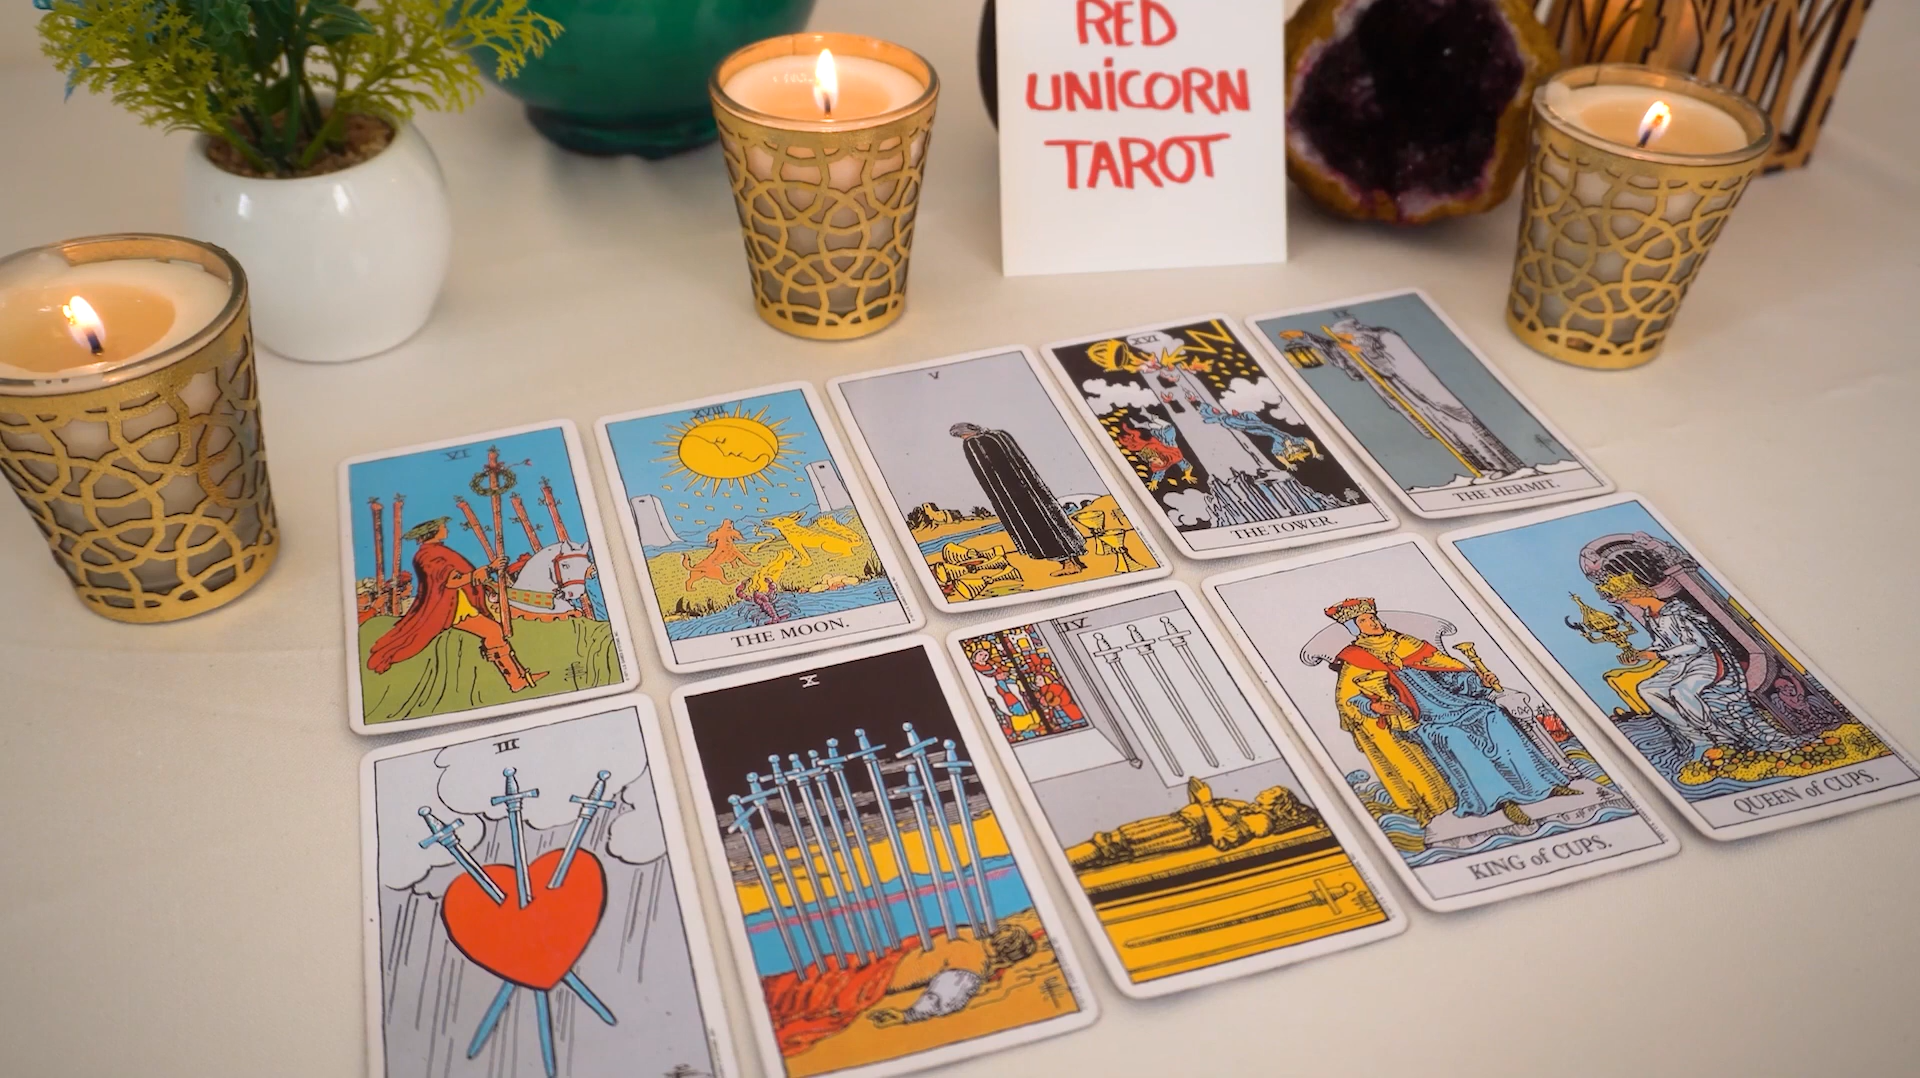 RED
UNICORN
TAROT
IX
XVI
V
XVIII
VI
THE HERMIT.
THE TOWER.
THE MOON.
IV
X
III
QUEEN of CUPS.
KING of CUPS.